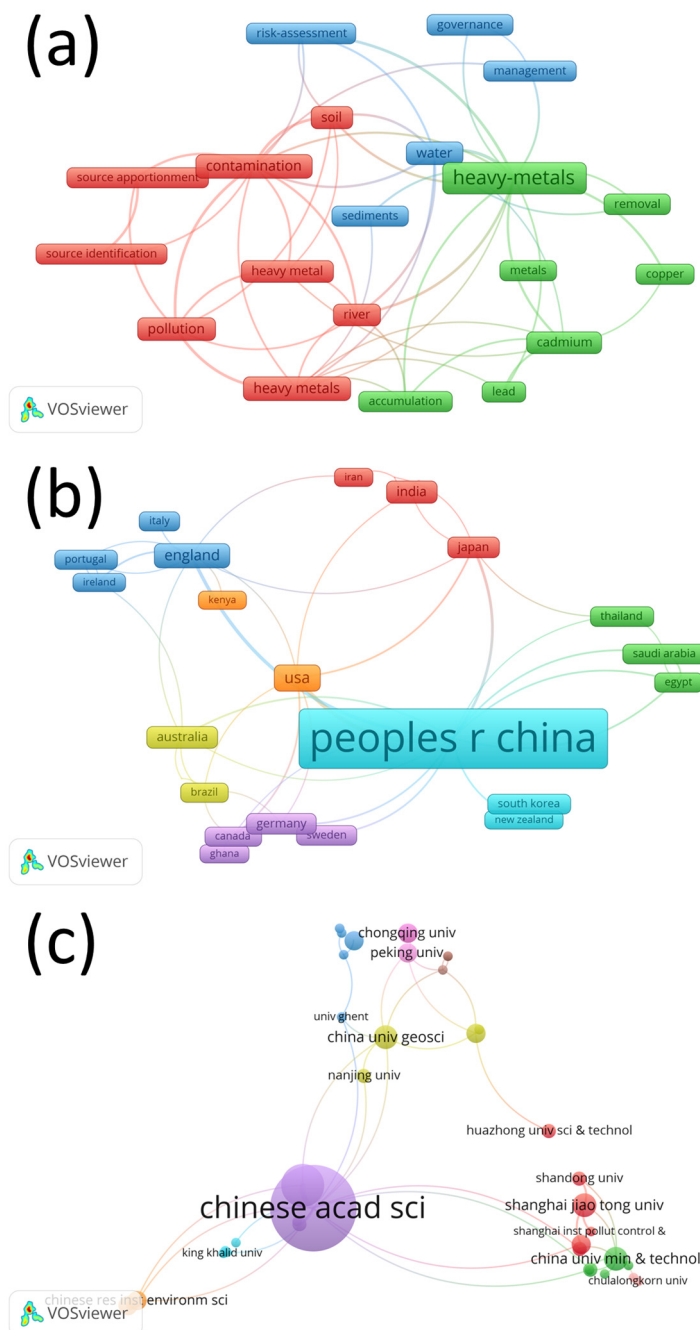 (a)
risk-assessment
governance
management
soil
water
contamination
source apportionment
heavy-metals
removal
sediments
source identification
heavy metal
metals
copper
river
pollution
cadmium
heavy metals
lead
accumulation
VOSviewer
(b)
iran
india
italy
japan
england
portugal
ireland
kenya
thailand
saudi arabia
usa
egypt
peoples r china
australia
brazil
south korea
new zealand
germany
canada
sweden
ghana
VOSviewer
(c)
chongqing univ
peking univ
univ ghent
china univ geosci
nanjing univ
huazhong univ sci & technol
shandong univ
chinese acad sci
shanghai jiao tong univ
shanghai inst pollut control &
king khalid univ
china univ min & technol
chulalongkorn univ
chinese res inst environm sci
VOSviewer